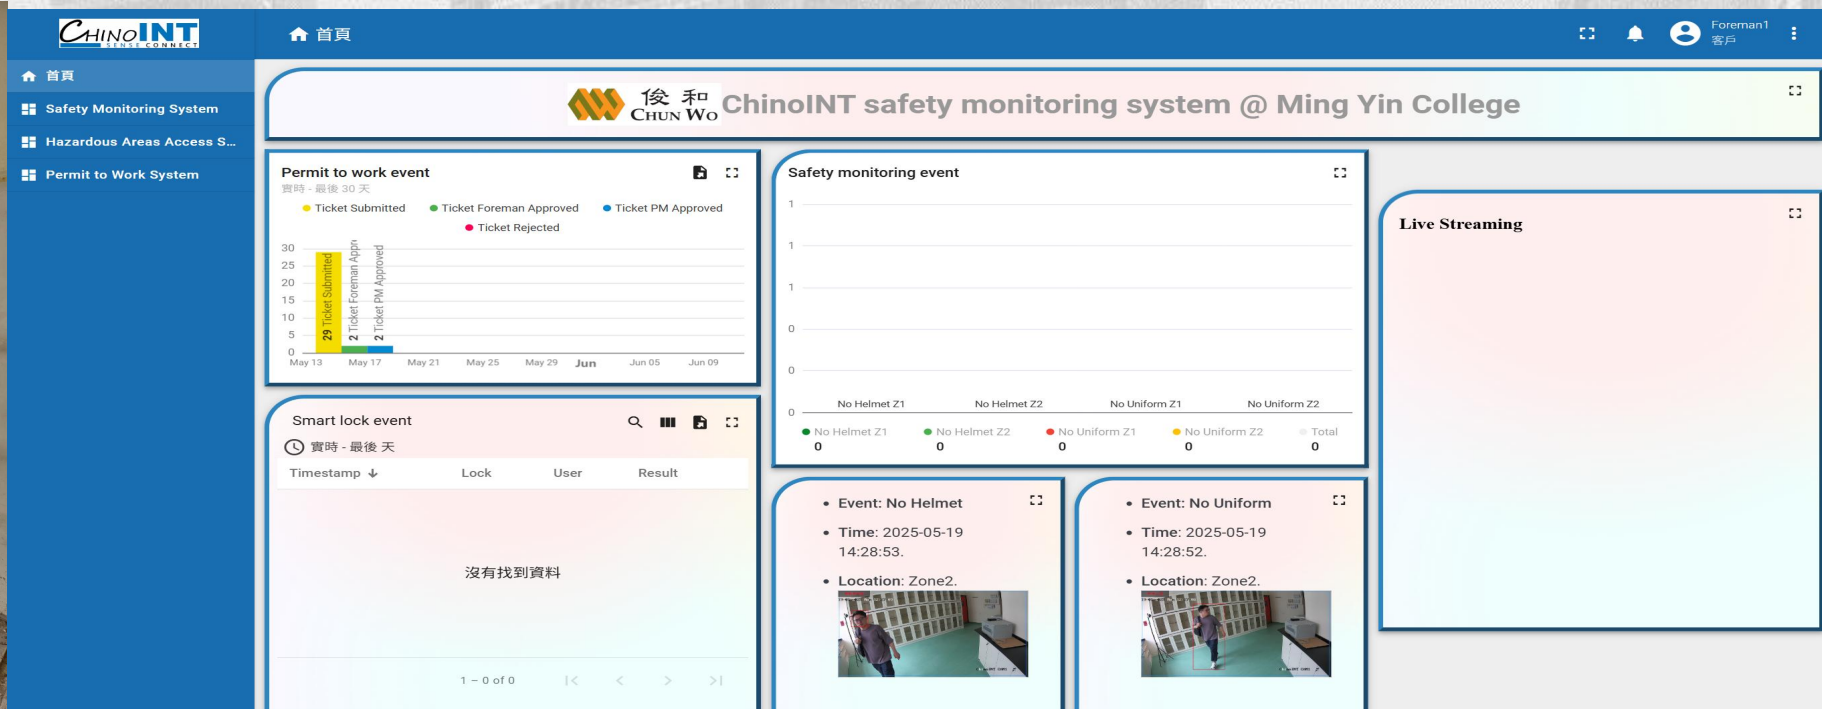 CHINOINT
SENSE CONNECT
首頁
Foreman1
客戶
首頁
Safety Monitoring System
Hazardous Areas Access S...
Permit to Work System
俊和
CHUN WO
ChinoINT safety monitoring system @ Ming Yin College
Permit to work event
實時 - 最後 30 天
Ticket Submitted
Ticket Foreman Approved
Ticket PM Approved
Ticket Rejected
30
25
20
15
10
5
0
29 Ticket Submitted
2 Ticket Foreman Appr
2 Ticket PM Approved
May 13 May 17 May 21 May 25 May 29 Jun Jun 05 Jun 09
Smart lock event
實時 - 最後 天
Timestamp Lock User Result
沒有找到資料
1 – 0 of 0
Safety monitoring event
1
1
1
0
0
0
No Helmet Z1 No Helmet Z2 No Uniform Z1 No Uniform Z2
No Helmet Z1 No Helmet Z2 No Uniform Z1 No Uniform Z2 Total
0 0 0 0 0
Event: No Helmet
Time: 2025-05-19
14:28:53.
Location: Zone2.
Event: No Uniform
Time: 2025-05-19
14:28:52.
Location: Zone2.
Live Streaming